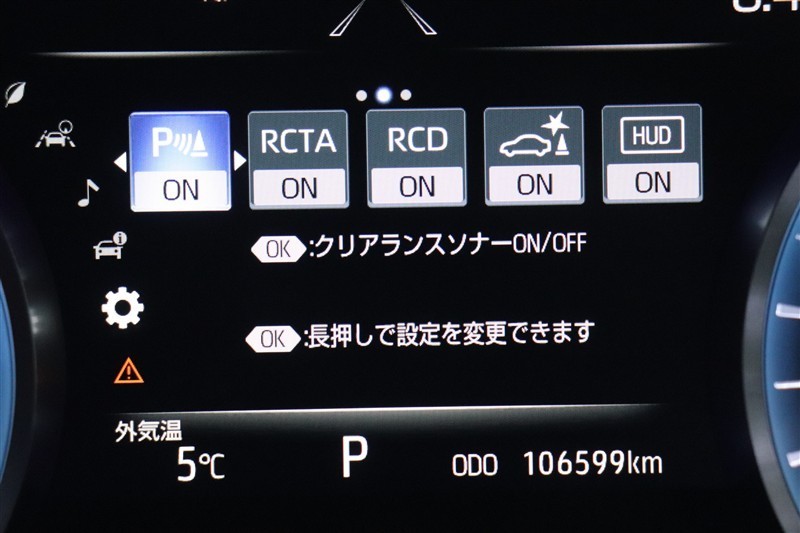 P RCTA RCD HUD
ON ON ON ON ON
OK:クリアランスソナーON/OFF
OK:長押しで設定を変更できます
外気温
5℃ P ODO 106599km